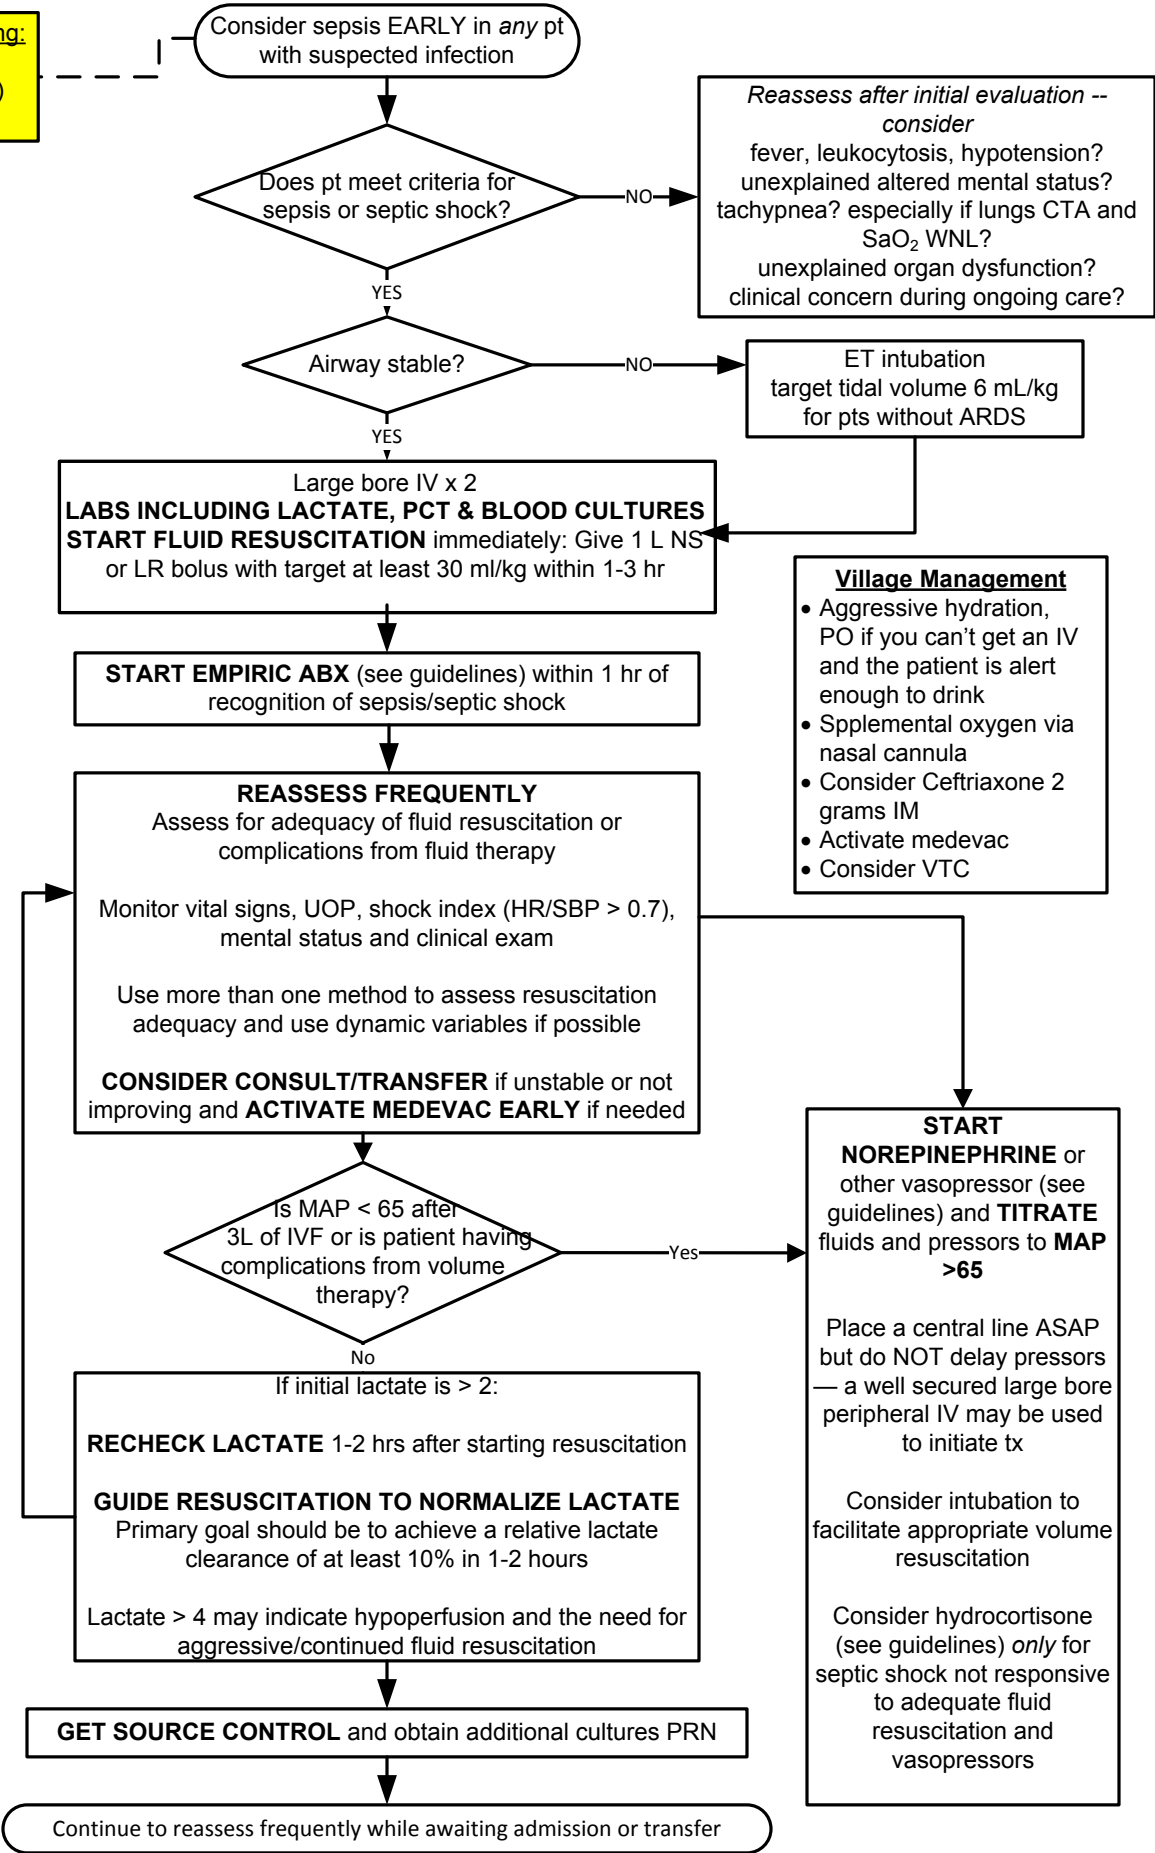 ng:
)
Consider sepsis EARLY in any pt
with suspected infection
Does pt meet criteria for
sepsis or septic shock?
NO
Reassess after initial evaluation --
consider
fever, leukocytosis, hypotension?
unexplained altered mental status?
tachypnea? especially if lungs CTA and
SaO₂ WNL?
unexplained organ dysfunction?
clinical concern during ongoing care?
YES
Airway stable?
NO
ET intubation
target tidal volume 6 mL/kg
for pts without ARDS
YES
Large bore IV x 2
LABS INCLUDING LACTATE, PCT & BLOOD CULTURES
START FLUID RESUSCITATION immediately: Give 1 L NS
or LR bolus with target at least 30 ml/kg within 1-3 hr
Village Management
• Aggressive hydration,
PO if you can't get an IV
and the patient is alert
enough to drink
• Spplemental oxygen via
nasal cannula
• Consider Ceftriaxone 2
grams IM
• Activate medevac
• Consider VTC
START EMPIRIC ABX (see guidelines) within 1 hr of
recognition of sepsis/septic shock
REASSESS FREQUENTLY
Assess for adequacy of fluid resuscitation or
complications from fluid therapy
Monitor vital signs, UOP, shock index (HR/SBP > 0.7),
mental status and clinical exam
Use more than one method to assess resuscitation
adequacy and use dynamic variables if possible
CONSIDER CONSULT/TRANSFER if unstable or not
improving and ACTIVATE MEDEVAC EARLY if needed
Is MAP < 65 after
3L of IVF or is patient having
complications from volume
therapy?
Yes
START
NOREPINEPHRINE or
other vasopressor (see
guidelines) and TITRATE
fluids and pressors to MAP
>65
Place a central line ASAP
but do NOT delay pressors
— a well secured large bore
peripheral IV may be used
to initiate tx
Consider intubation to
facilitate appropriate volume
resuscitation
Consider hydrocortisone
(see guidelines) only for
septic shock not responsive
to adequate fluid
resuscitation and
vasopressors
No
If initial lactate is > 2:
RECHECK LACTATE 1-2 hrs after starting resuscitation
GUIDE RESUSCITATION TO NORMALIZE LACTATE
Primary goal should be to achieve a relative lactate
clearance of at least 10% in 1-2 hours
Lactate > 4 may indicate hypoperfusion and the need for
aggressive/continued fluid resuscitation
GET SOURCE CONTROL and obtain additional cultures PRN
Continue to reassess frequently while awaiting admission or transfer